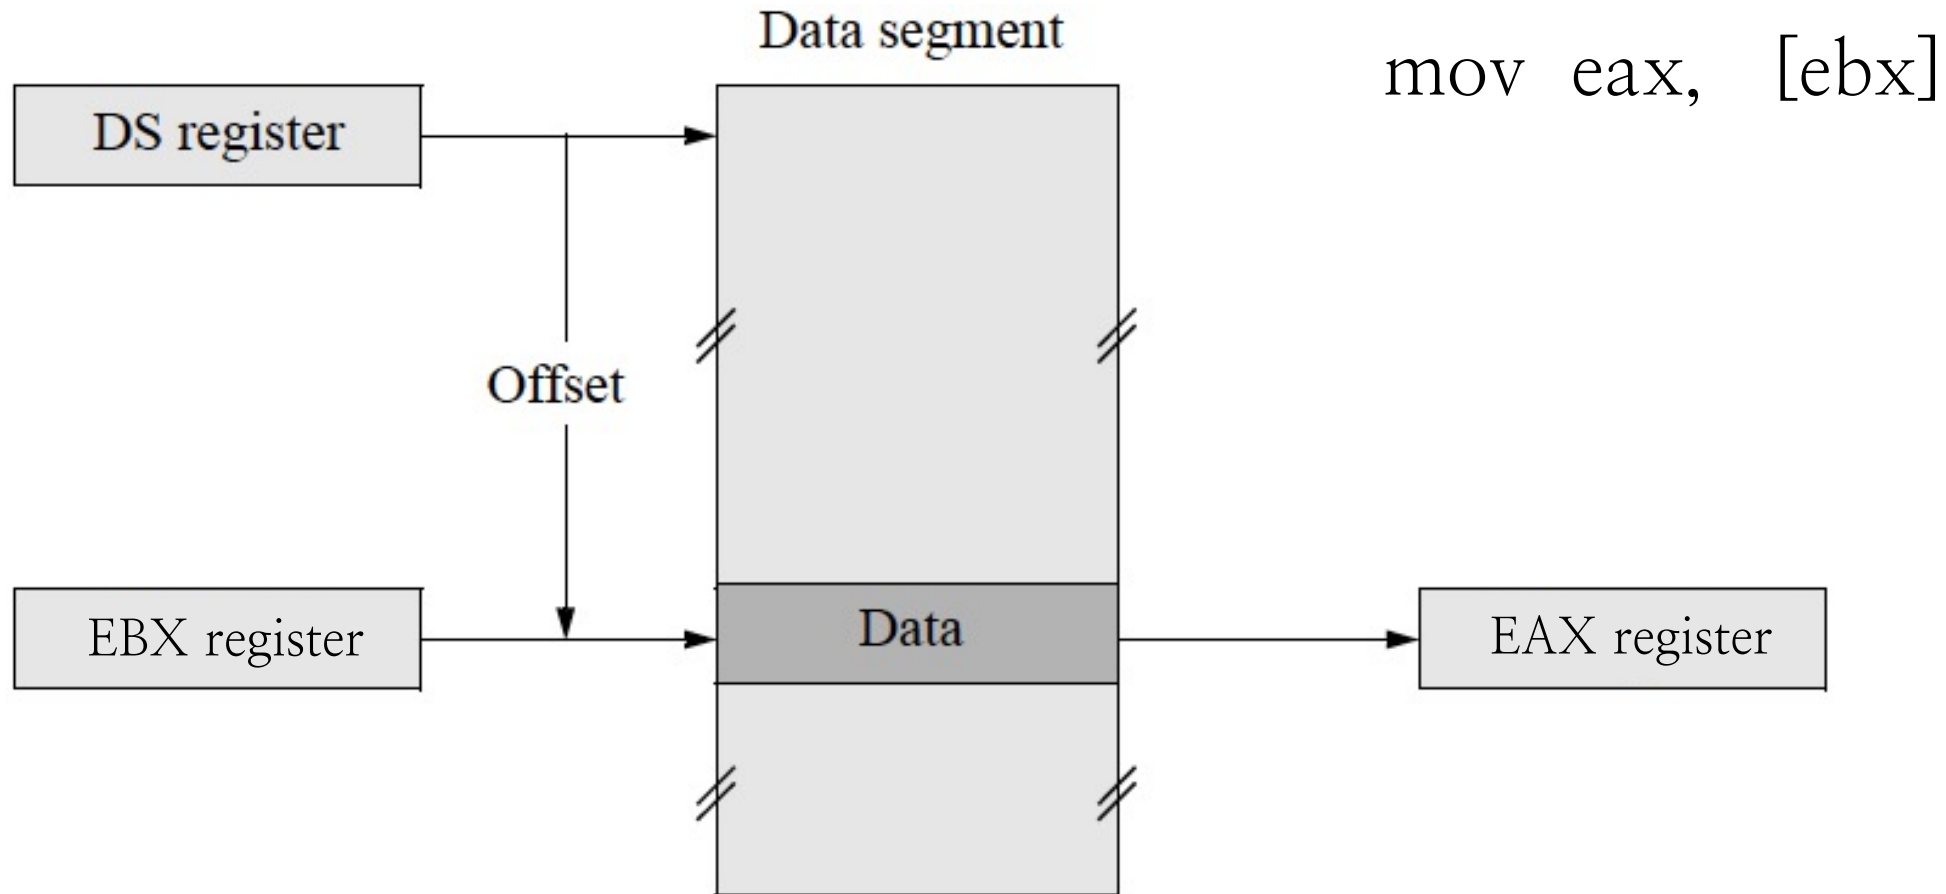 Data segment
mov eax, [ebx]
DS register
Offset
EBX register
Data
EAX register